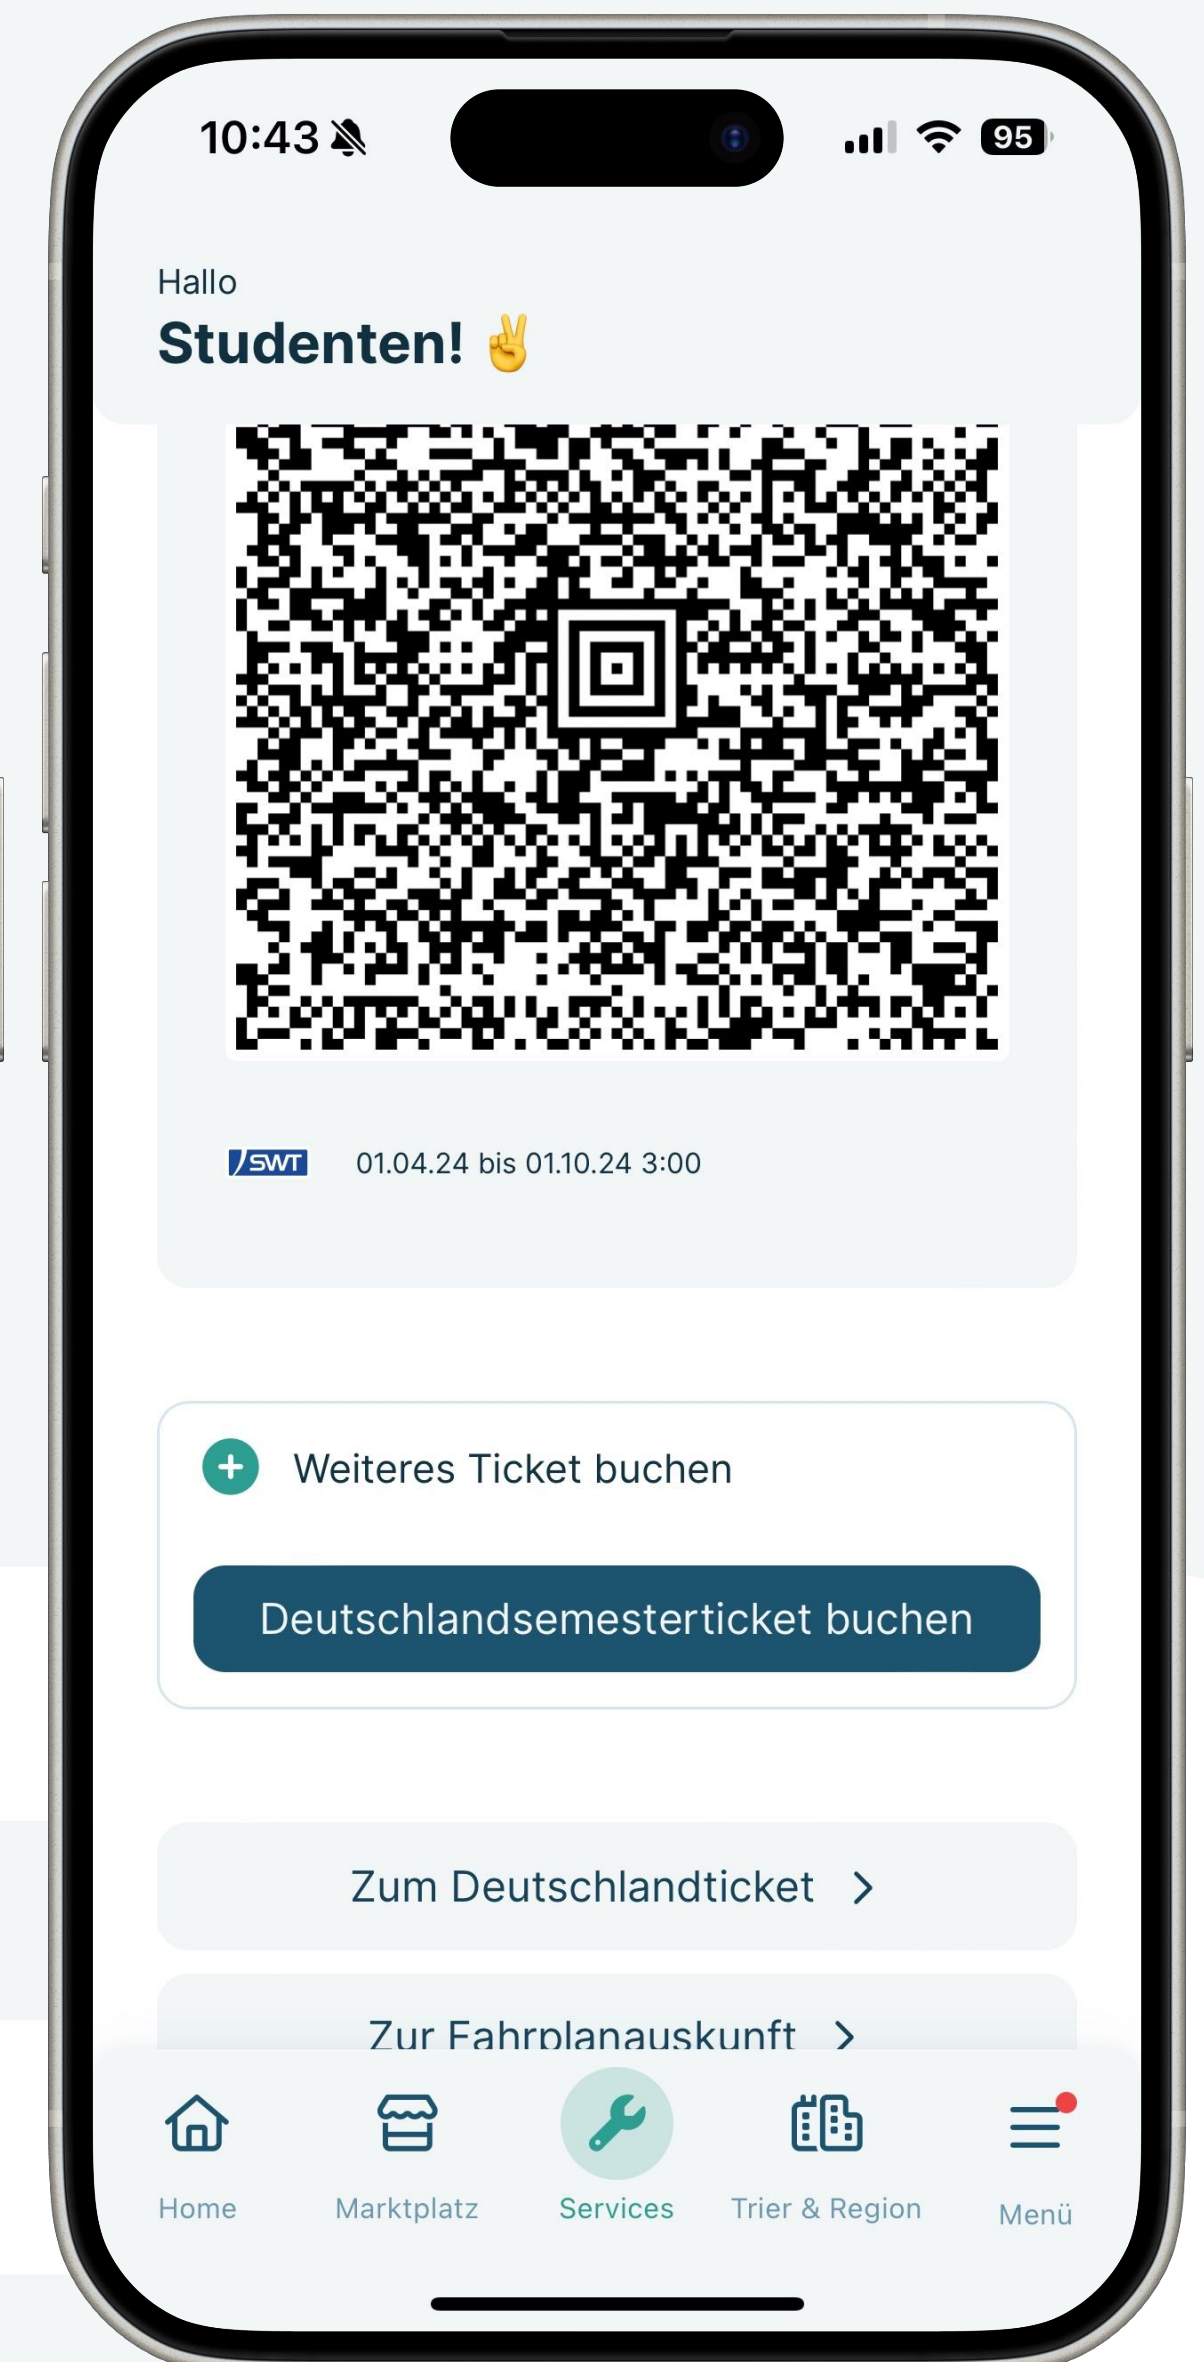 10:43
95
Hallo
Studenten! ✌️
SWT
01.04.24 bis 01.10.24 3:00
Weiteres Ticket buchen
Deutschlandsemesterticket buchen
Zum Deutschlandticket
Zur Fahrplanauskunft
Home
Marktplatz
Services
Trier & Region
Menü